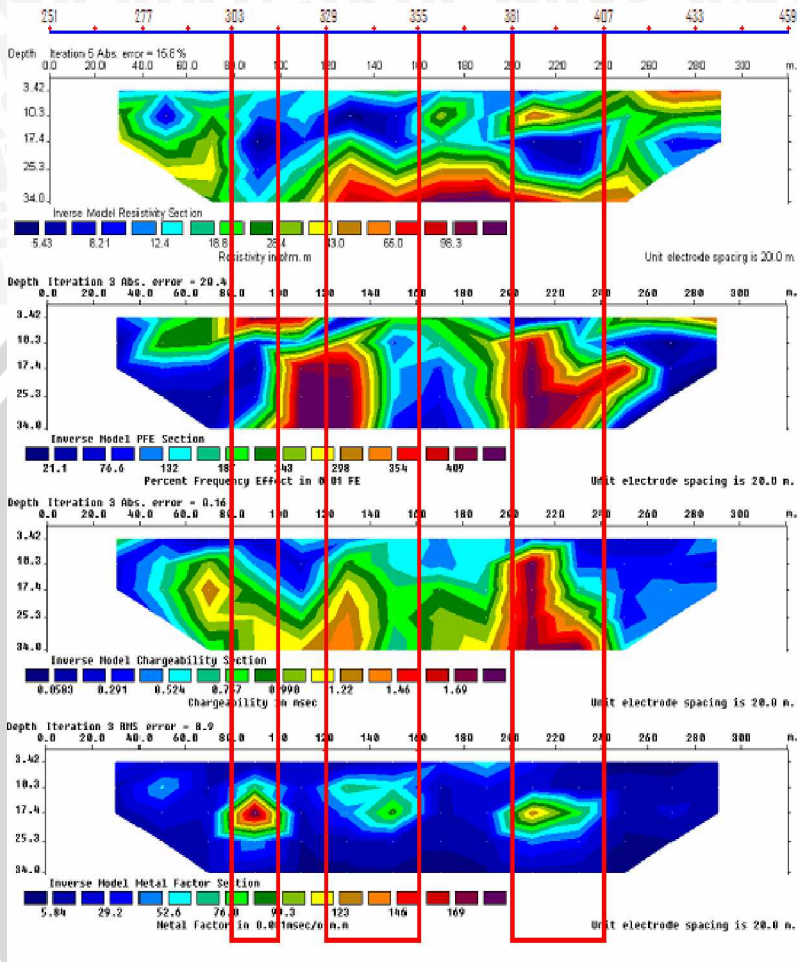 251 277 303 329 355 381 407 433 459
Depth Iteration 5 Abs. error = 16.6 %
0.0 20.0 40.0 60.0 80.0 100 120 140 160 180 200 220 240 260 280 300 m.
3.42
10.3
17.4
25.3
34.0
Inverse Model Resistivity Section
5.43 8.21 12.4 18.8 28.4 43.0 65.0 98.3
Resistivity in ohm. m
Unit electrode spacing is 20.0 m.
Depth Iteration 3 Abs. error = 20.4
0.0 20.0 40.0 60.0 80.0 100 120 140 160 180 200 220 240 260 280 300 m.
3.42
10.3
17.4
25.3
34.0
Inverse Model PFE Section
21.1 76.6 132 187 243 298 354 409
Percent Frequency Effect in 0.01 FE
Unit electrode spacing is 20.0 m.
Depth Iteration 3 Abs. error = 0.16
0.0 20.0 40.0 60.0 80.0 100 120 140 160 180 200 220 240 260 280 300 m.
3.42
10.3
17.4
25.3
34.0
Inverse Model Chargeability Section
0.0583 0.291 0.524 0.757 0.990 1.22 1.46 1.69
Chargeability in msec
Unit electrode spacing is 20.0 m.
Depth Iteration 3 RMS error = 8.9
0.0 20.0 40.0 60.0 80.0 100 120 140 160 180 200 220 240 260 280 300 m.
3.42
10.3
17.4
25.3
34.0
Inverse Model Metal Factor Section
5.84 29.2 52.6 76.0 99.3 123 146 169
Metal Factor in 0.001msec/ohm.m
Unit electrode spacing is 20.0 m.